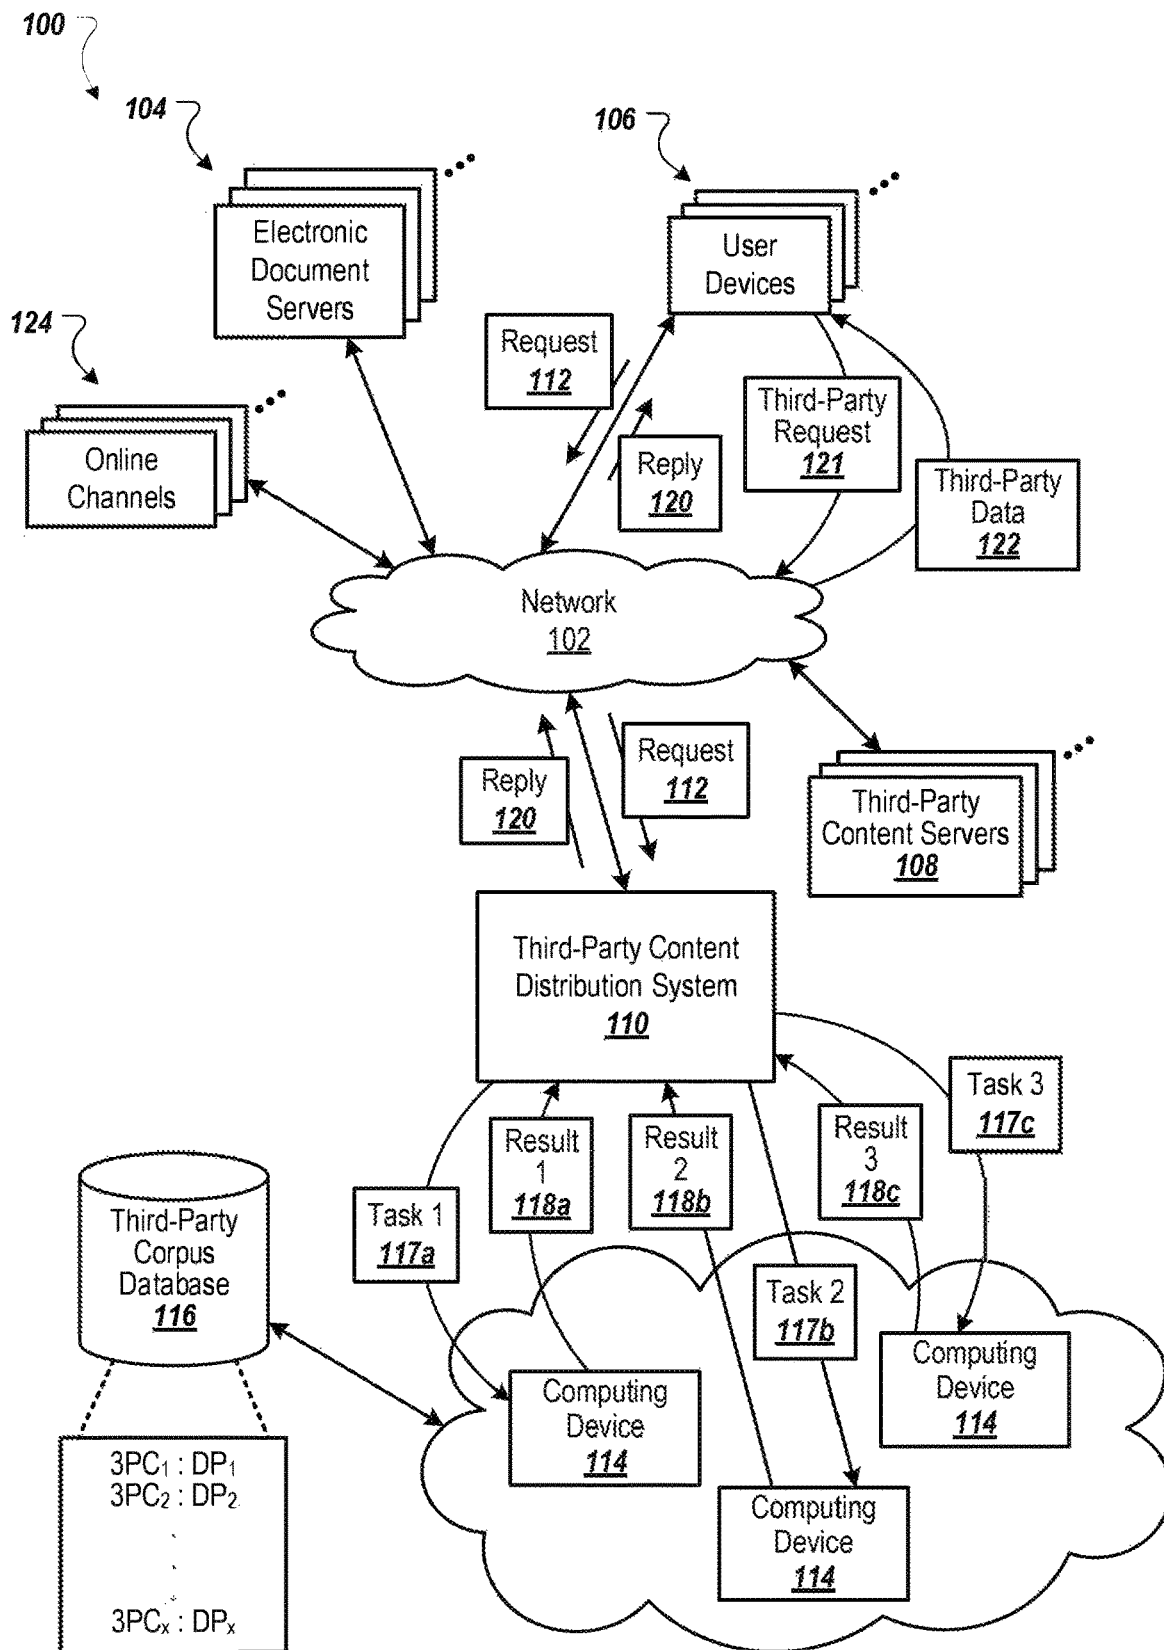 100
104
106
Electronic
Document
Servers
User
Devices
124
Request
112
Third-Party
Request
121
Online
Channels
Reply
120
Third-Party
Data
122
Network
102
Reply
120
Request
112
Third-Party
Content Servers
108
Third-Party Content
Distribution System
110
Task 3
117c
Result
1
118a
Result
2
118b
Result
3
118c
Task 1
117a
Third-Party
Corpus
Database
116
Task 2
117b
Computing
Device
114
Computing
Device
114
Computing
Device
114
3PC₁ : DP₁
3PC₂ : DP₂
3PCₓ : DPₓ